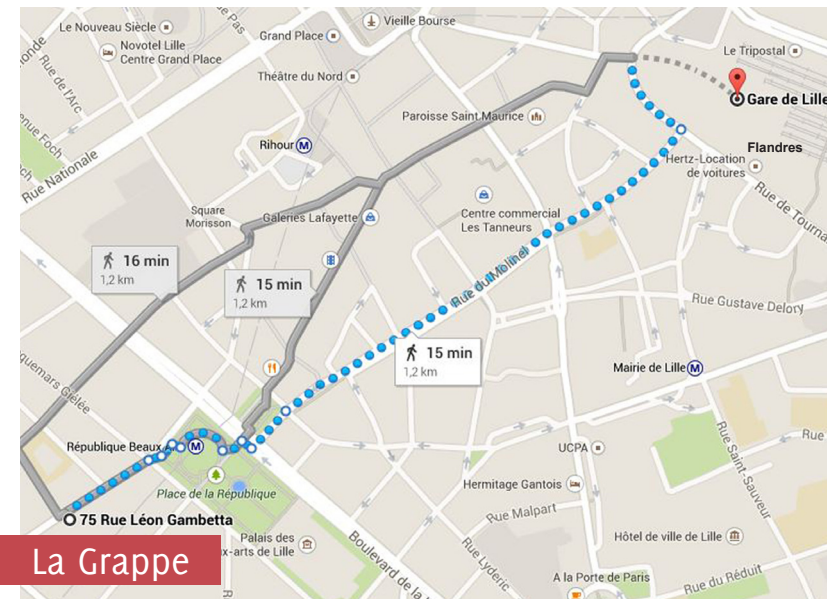 Le Nouveau Siècle
Novotel Lille
Centre Grand Place
Grand Place
Vieille Bourse
Le Tripostal
Rue de l'Arc
Théâtre du Nord
Paroisse Saint Maurice
Gare de Lille
Flandres
Rihour
M
Rue Nationale
Hertz-Location
de voitures
Rue de Tourna
Square
Morisson
Galeries Lafayette
Centre commercial
Les Tanneurs
16 min
1,2 km
15 min
1,2 km
Rue du Molinel
Rue Gustave Delory
15 min
1,2 km
Mairie de Lille
M
République Beaux
M
Rue
UCPA
Rue Saint-Sauveur
Place de la République
Hermitage Gantois
75 Rue Léon Gambetta
Rue Malpart
Palais des
x-arts de Lille
Hôtel de ville de Lille
Boulevard de la
Rue Lyderic
A la Porte de Paris
Rue du Réduit
La Grappe